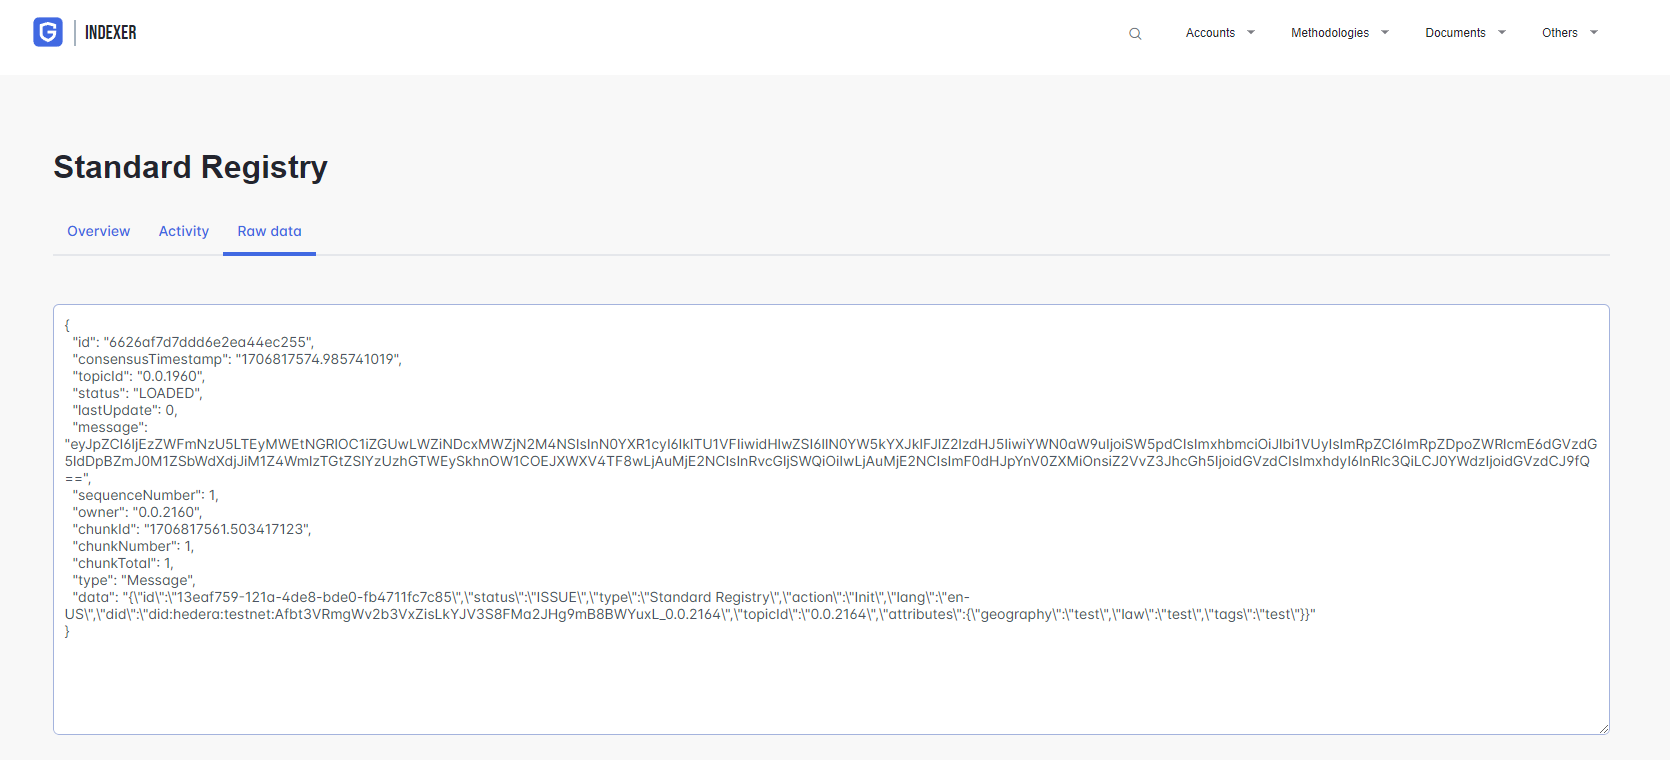 INDEXER
Accounts
Methodologies
Documents
Others
Standard Registry
Overview
Activity
Raw data
{
"id": "6626af7d7ddd6e2ea44ec255",
"consensusTimestamp": "1706817574.985741019",
"topicId": "0.0.1960",
"status": "LOADED",
"lastUpdate": 0,
"message":
"sequenceNumber": 1,
"owner": "0.0.2160",
"chunkId": "1706817561.503417123",
"chunkNumber": 1,
"chunkTotal": 1,
"type": "Message",
"data": "{\"id\":\"13eaf759-121a-4de8-bde0-fb4711fc7c85\",\"status\":\"ISSUE\",\"type\":\"Standard Registry\",\"action\":\"Init\",\"lang\":\"en-
US\",\"did\":\"did:hedera:testnet:Afbt3VRmgWv2b3VxZisLkYJV3S8FMa2JHg9mB8BWYuxL_0.0.2164\",\"topicId\":\"0.0.2164\",\"attributes\":{\"geography\":\"test\",\"law\":\"test\",\"tags\":\"test\"}}"
}